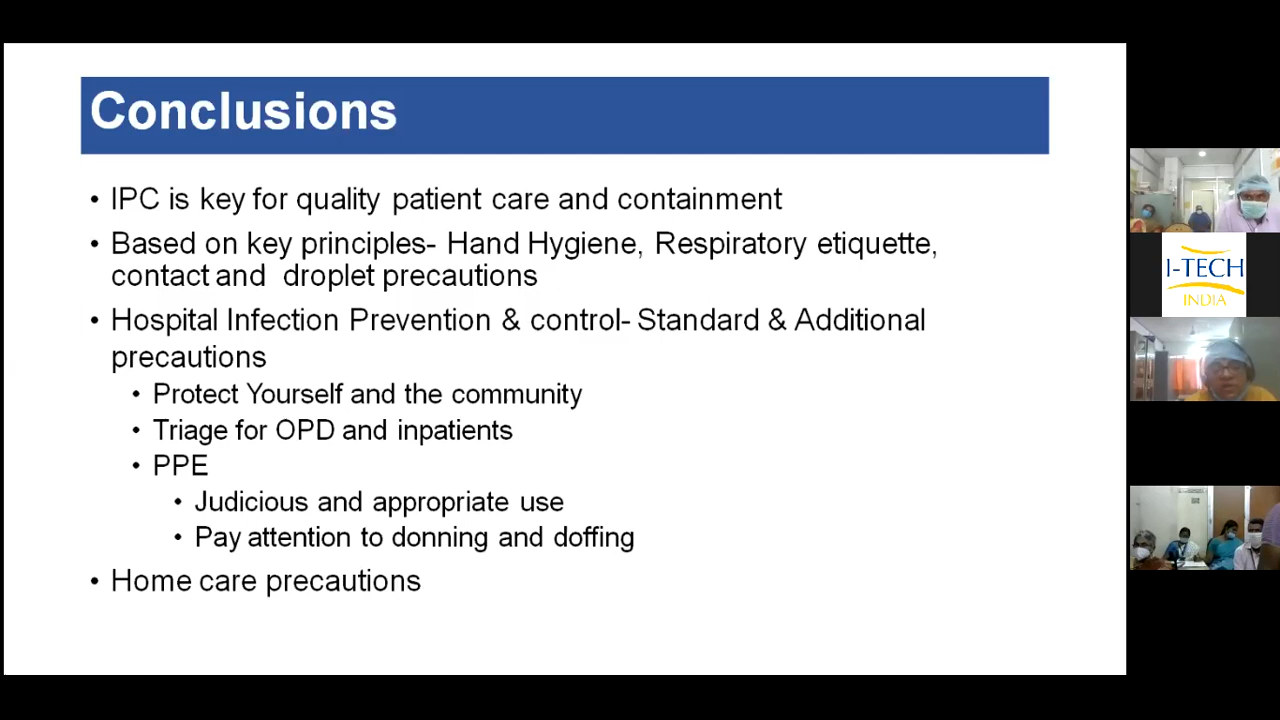 Conclusions
• IPC is key for quality patient care and containment
• Based on key principles- Hand Hygiene, Respiratory etiquette,
contact and droplet precautions
• Hospital Infection Prevention & control- Standard & Additional
precautions
• Protect Yourself and the community
• Triage for OPD and inpatients
• PPE
• Judicious and appropriate use
• Pay attention to donning and doffing
• Home care precautions
I-TECH
INDIA